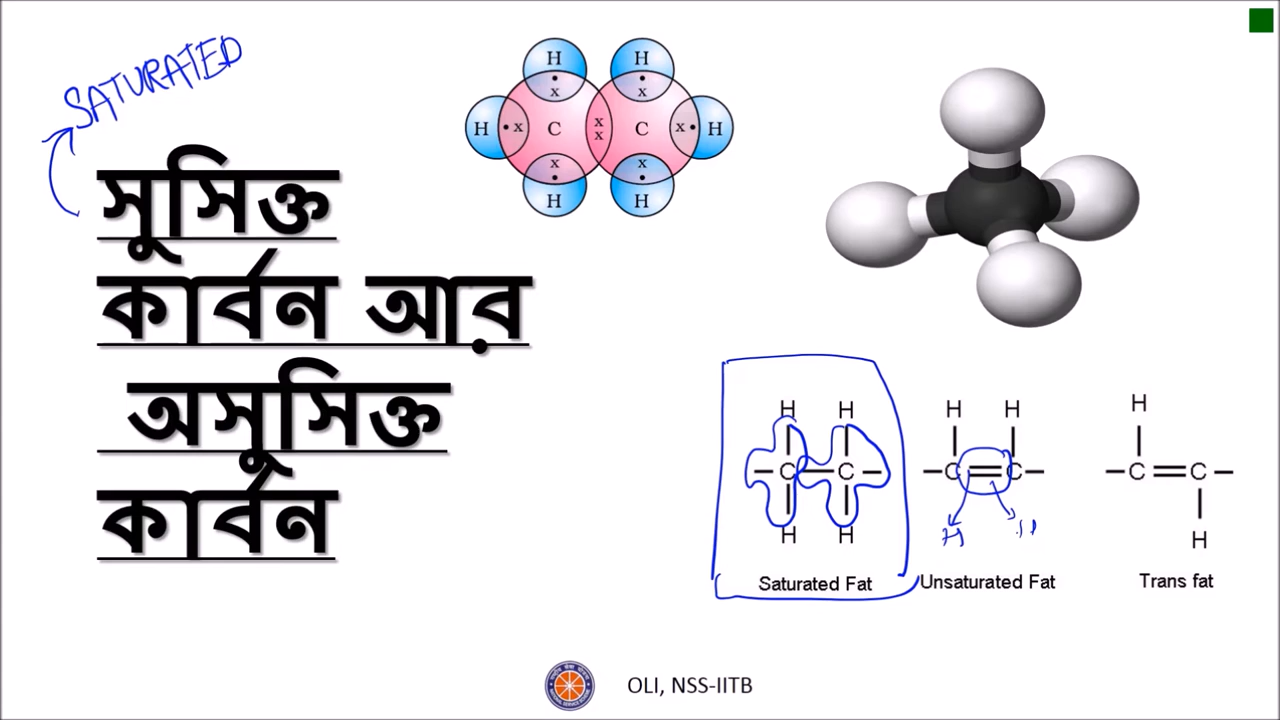 SATURATED
সুসিক্ত
কার্বন আর
অসুসিক্ত
কার্বন
H H
H • x C x x C x • H
H H
H H H H H
C C C C C C
H H H H
Saturated Fat Unsaturated Fat Trans fat
OLI, NSS-IITB